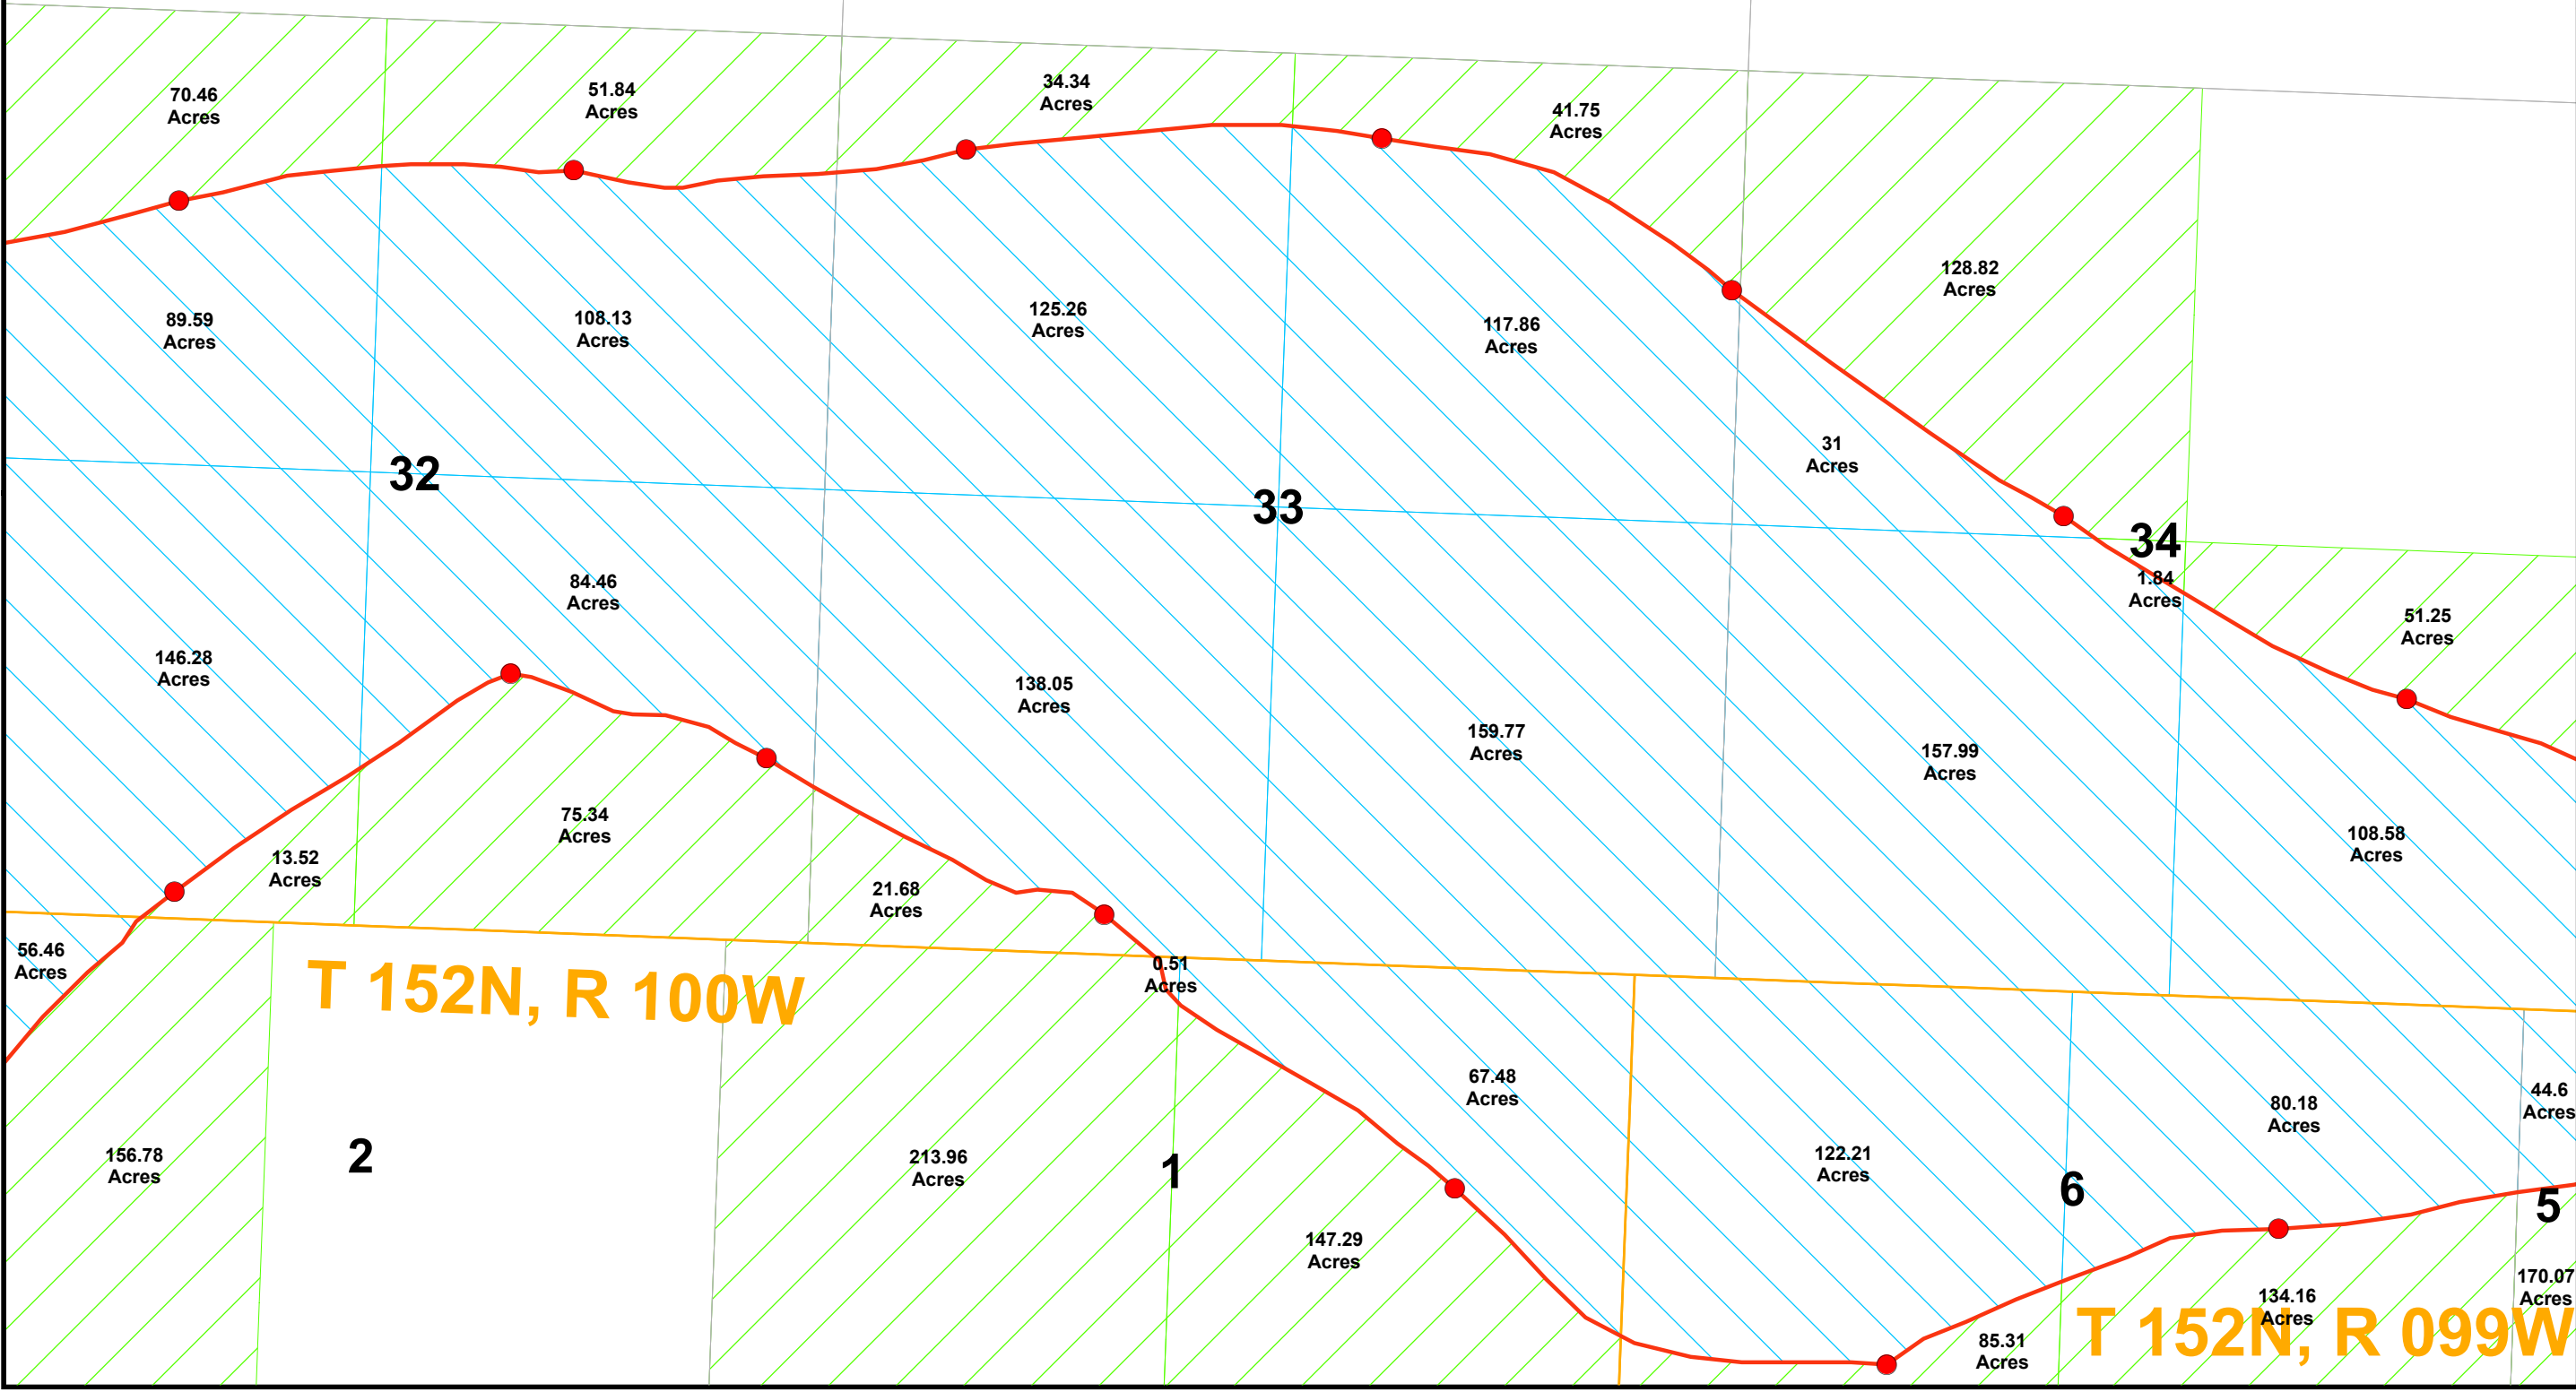 70.46
Acres
51.84
Acres
34.34
Acres
41.75
Acres
128.82
Acres
89.59
Acres
108.13
Acres
125.26
Acres
117.86
Acres
31
Acres
32
33
34
1.84
Acres
84.46
Acres
51.25
Acres
146.28
Acres
138.05
Acres
159.77
Acres
157.99
Acres
75.34
Acres
108.58
Acres
13.52
Acres
21.68
Acres
56.46
Acres
0.51
Acres
T 152N, R 100W
67.48
Acres
80.18
Acres
44.6
Acres
156.78
Acres
2
213.96
Acres
1
122.21
Acres
6
5
147.29
Acres
134.16
Acres
170.07
Acres
85.31
Acres
T 152N, R 099W